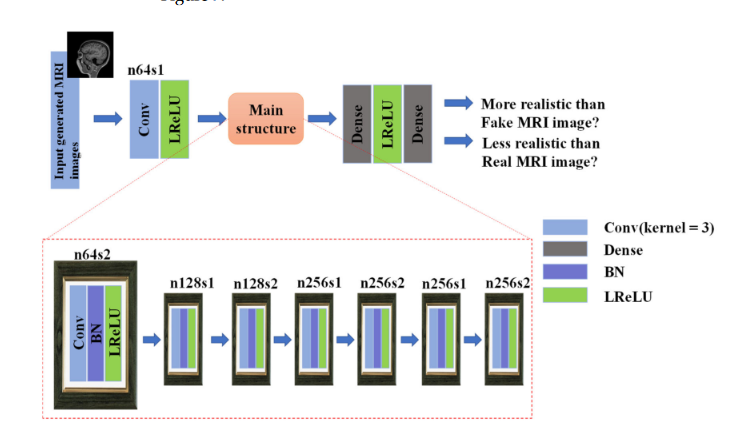 n64s1
Input generated MRI
images
Conv
LReLU
Main
structure
Dense
LReLU
Dense
More realistic than
Fake MRI image?
Less realistic than
Real MRI image?
n64s2
Conv
BN
LReLU
n128s1
n128s2
n256s1
n256s2
n256s1
n256s2
Conv(kernel = 3)
Dense
BN
LReLU